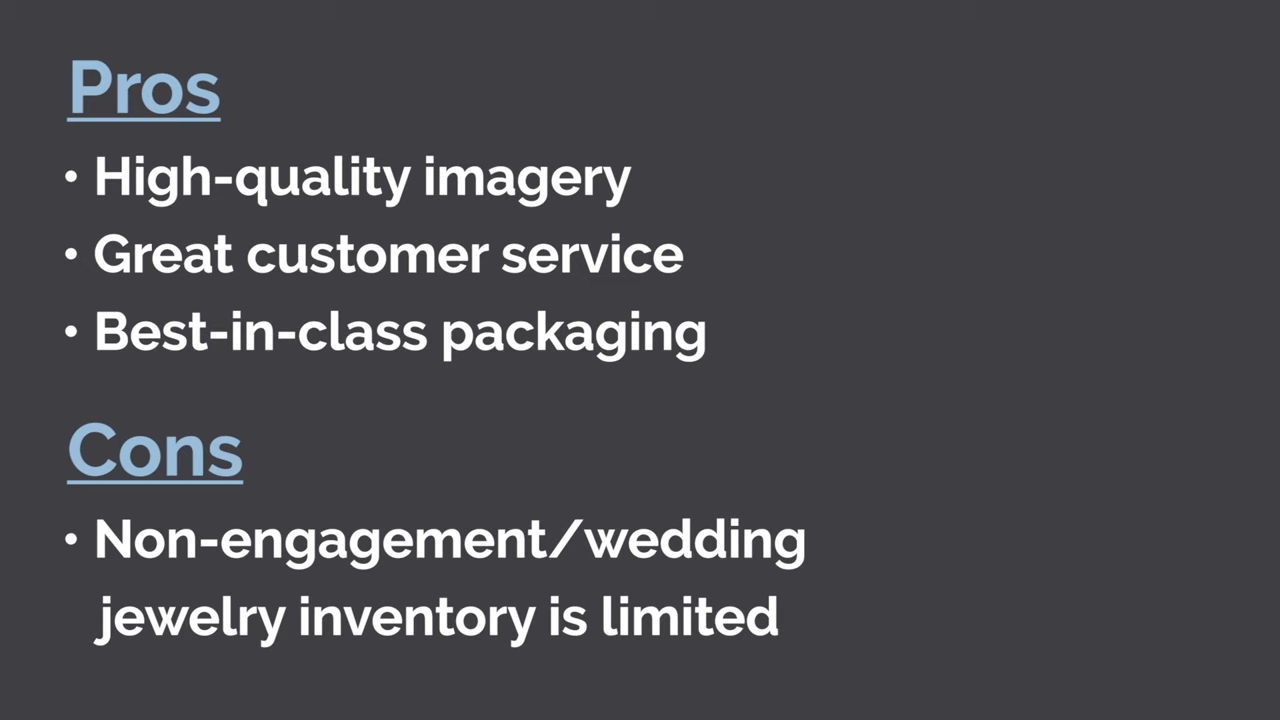 Pros
• High-quality imagery
• Great customer service
• Best-in-class packaging
Cons
• Non-engagement/wedding
jewelry inventory is limited